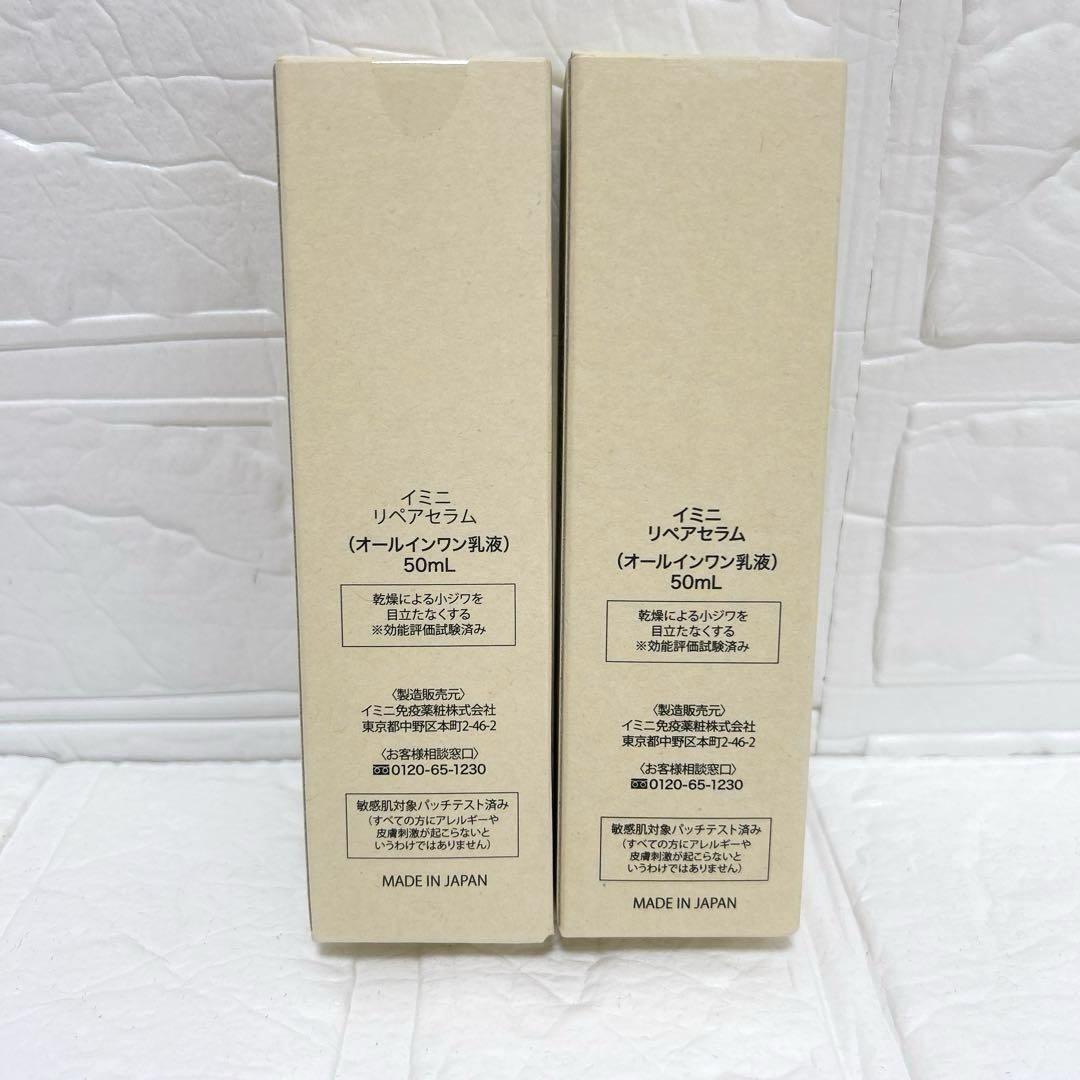 イミニ
リペアセラム
(オールインワン乳液)
50mL
乾燥による小ジワを
目立たなくする
※効能評価試験済み
〈製造販売元〉
イミニ免疫薬粧株式会社
東京都中野区本町2-46-2
〈お客様相談窓口〉
0120-65-1230
敏感肌対象パッチテスト済み
(すべての方にアレルギーや
皮膚刺激が起こらないと
いうわけではありません)
MADE IN JAPAN
イミニ
リペアセラム
(オールインワン乳液)
50mL
乾燥による小ジワを
目立たなくする
※効能評価試験済み
〈製造販売元〉
イミニ免疫薬粧株式会社
東京都中野区本町2-46-2
〈お客様相談窓口〉
0120-65-1230
敏感肌対象パッチテスト済み
(すべての方にアレルギーや
皮膚刺激が起こらないと
いうわけではありません)
MADE IN JAPAN